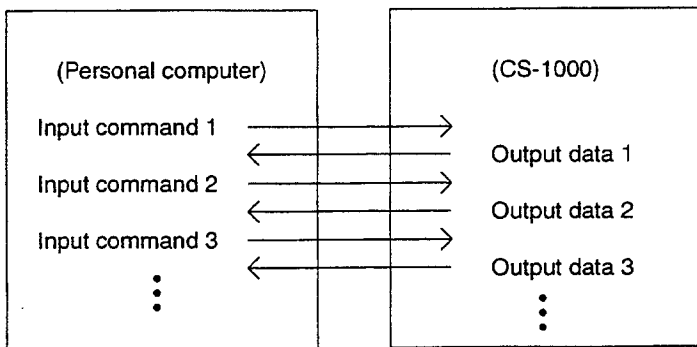 (Personal computer)
(CS-1000)
Input command 1
Output data 1
Input command 2
Output data 2
Input command 3
Output data 3